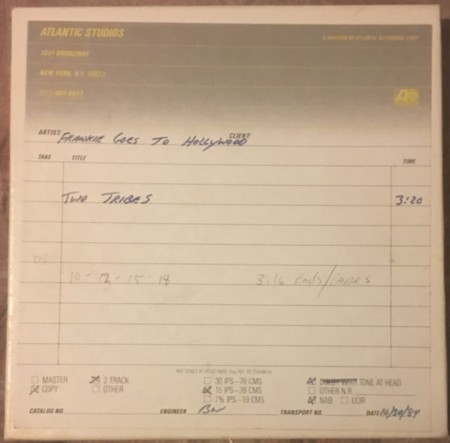 ATLANTIC STUDIOS
1841 BROADWAY
NEW YORK, N.Y. 10023
ARTIST FRANKIE GOES TO HOLLYWOOD CLIENT
TAKE TITLE TIME
TWO TRIBES 3:20
3:16 ends/fades
MASTER 2 TRACK 30 IPS-76 CMS TONE AT HEAD
COPY OTHER 15 IPS-38 CMS OTHER N.R.
7½ IPS-19 CMS NAB CCIR
CATALOG NO. ENGINEER TRANSPORT NO. DATE